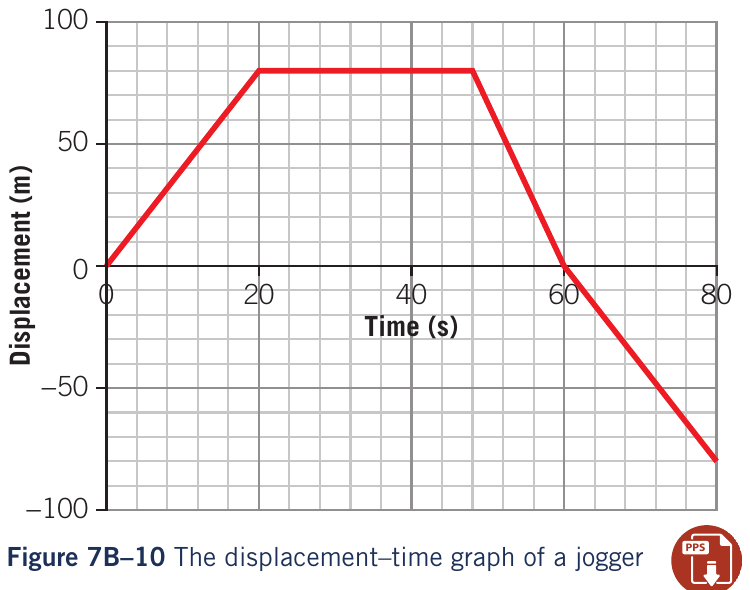 100
50
0
−50
−100
Displacement (m)
0 20 40 60 80
Time (s)
Figure 7B–10 The displacement–time graph of a jogger
PPS